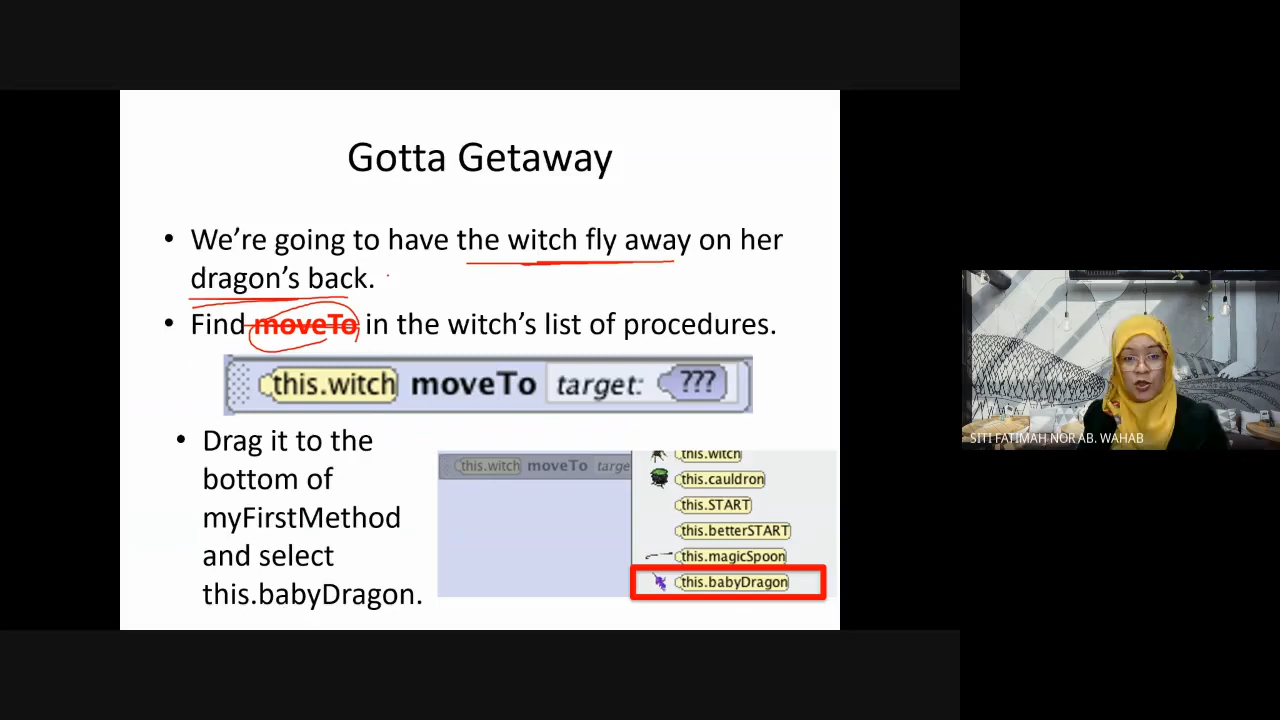 Gotta Getaway
• We’re going to have the witch fly away on her
dragon’s back.
• Find moveTo in the witch’s list of procedures.
this.witch moveTo target: ???
• Drag it to the
bottom of
myFirstMethod
and select
this.babyDragon.
this.witch moveTo targe
this.witch
this.cauldron
this.START
this.betterSTART
this.magicSpoon
this.babyDragon
SITI FATIMAH NOR AB. WAHAB